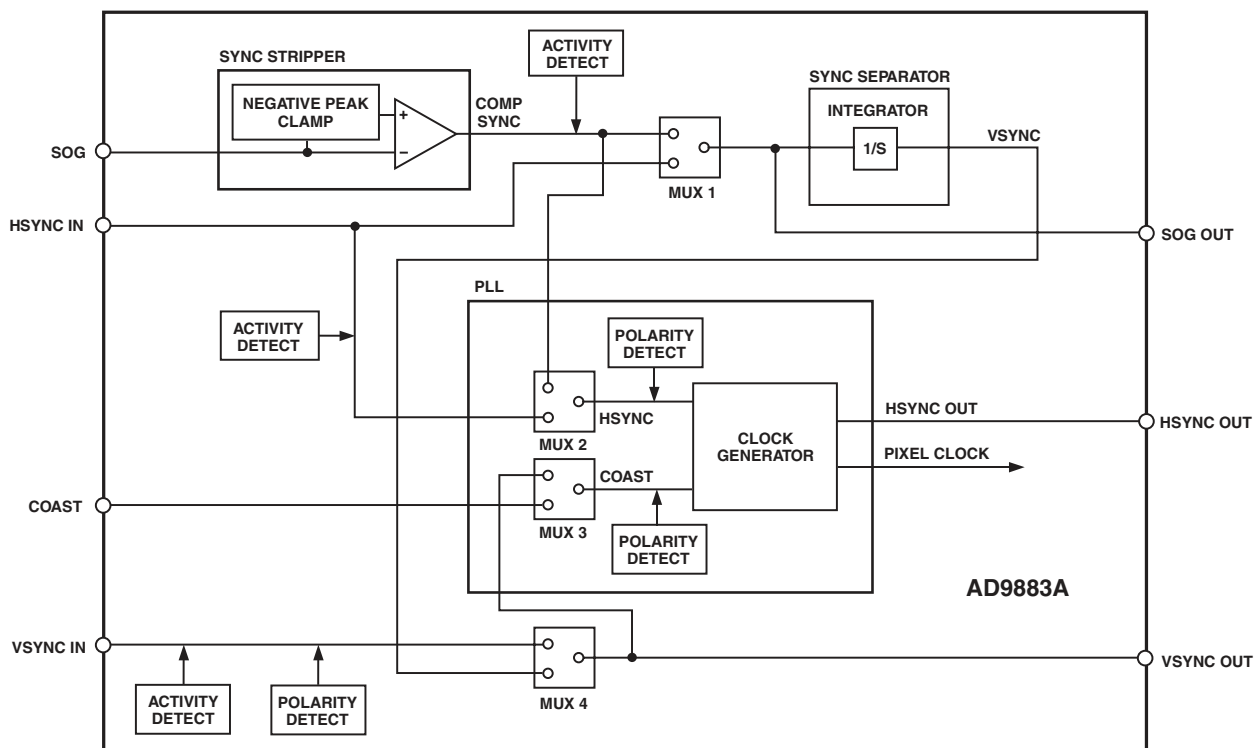 SYNC STRIPPER
NEGATIVE PEAK
CLAMP
+
−
COMP
SYNC
ACTIVITY
DETECT
MUX 1
SYNC SEPARATOR
INTEGRATOR
1/S
VSYNC
SOG
HSYNC IN
SOG OUT
ACTIVITY
DETECT
PLL
POLARITY
DETECT
MUX 2
HSYNC
CLOCK
GENERATOR
HSYNC OUT
HSYNC OUT
PIXEL CLOCK
COAST
MUX 3
COAST
POLARITY
DETECT
AD9883A
VSYNC IN
ACTIVITY
DETECT
POLARITY
DETECT
MUX 4
VSYNC OUT